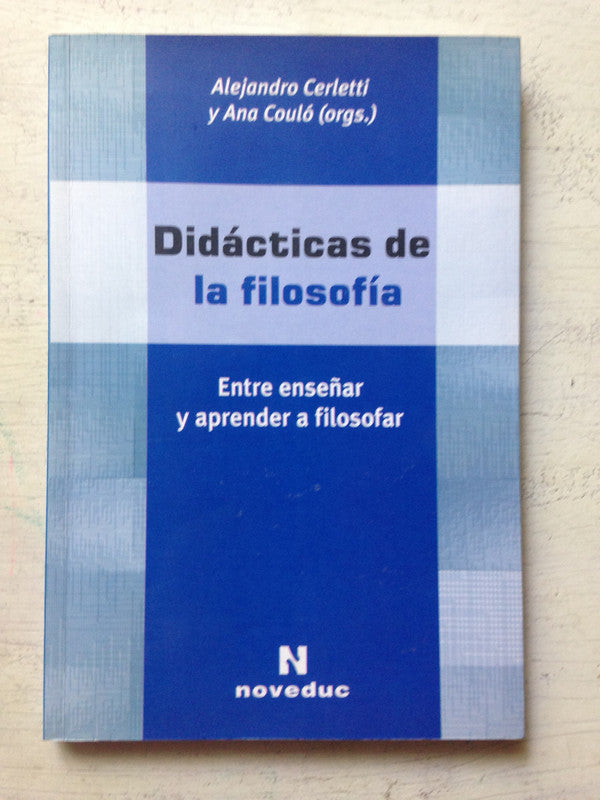 Alejandro Cerletti
y Ana Couló (orgs.)
Didácticas de
la filosofía
Entre enseñar
y aprender a filosofar
N
noveduc